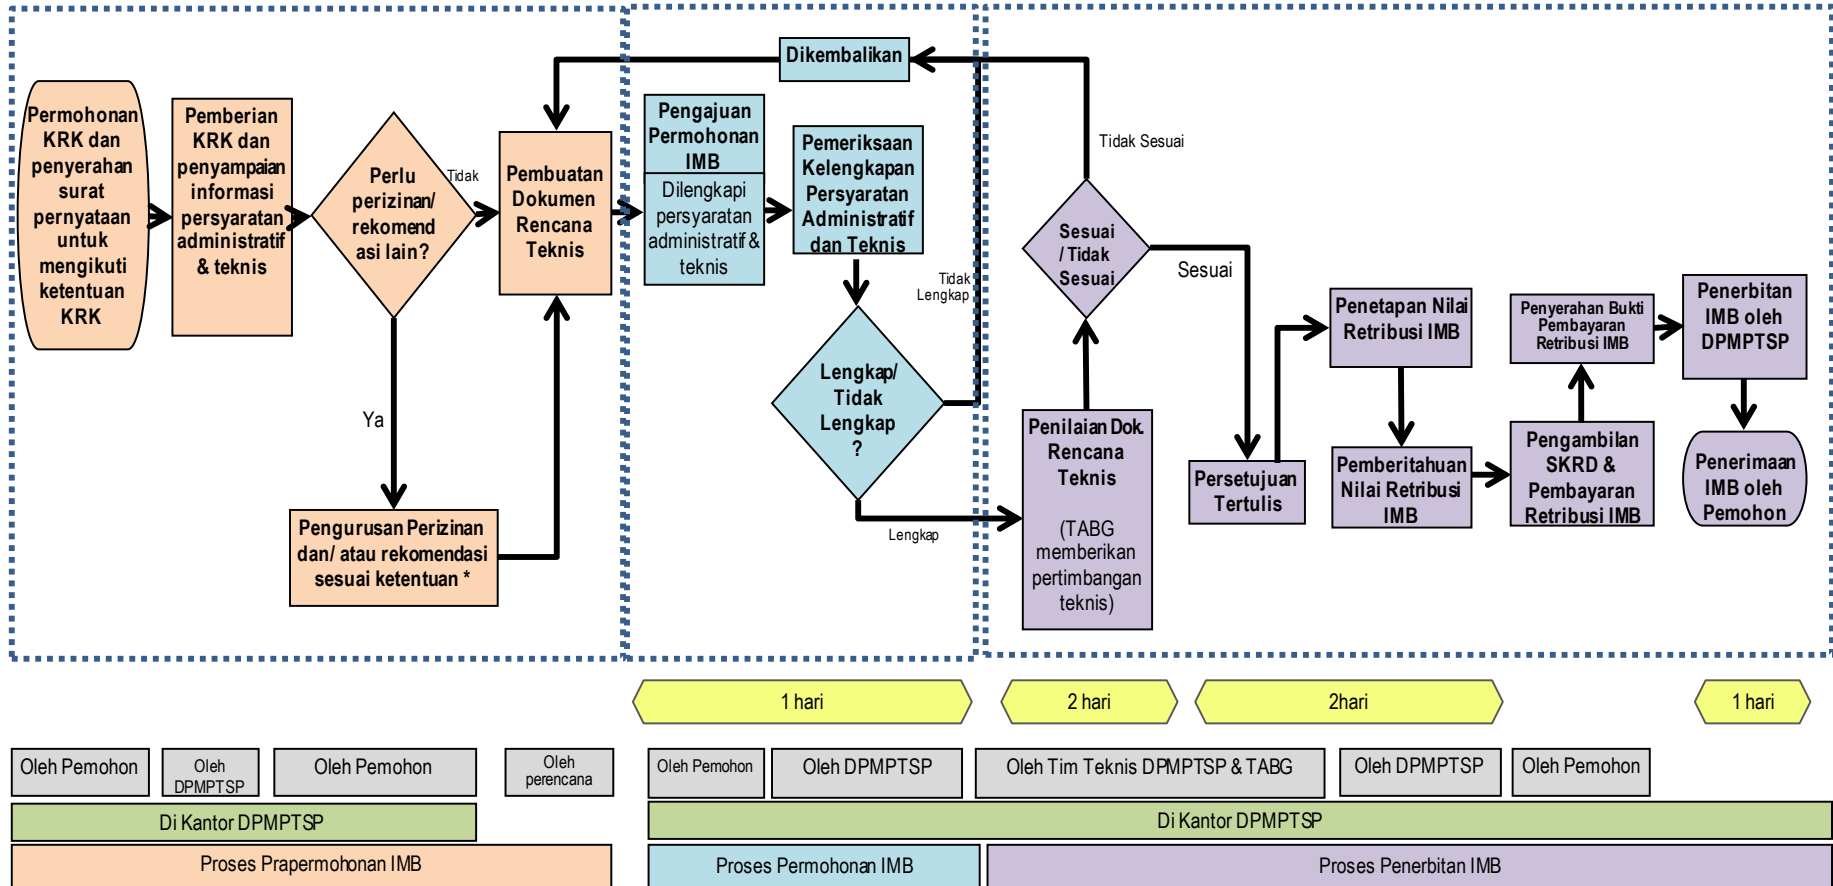 Permohonan
KRK dan
penyerahan
surat
pernyataan
untuk
mengikuti
ketentuan
KRK
Pemberian
KRK dan
penyampaian
informasi
persyaratan
administratif
& teknis
Perlu
perizinan/
rekomend
asi lain?
Tidak
Ya
Pengurusan Perizinan
dan/ atau rekomendasi
sesuai ketentuan *
Pembuatan
Dokumen
Rencana
Teknis
Dikembalikan
Pengajuan
Permohonan
IMB
Dilengkapi
persyaratan
administratif &
teknis
Pemeriksaan
Kelengkapan
Persyaratan
Administratif
dan Teknis
Tidak
Lengkap
Lengkap/
Tidak
Lengkap
?
Lengkap
Tidak Sesuai
Sesuai
/ Tidak
Sesuai
Sesuai
Penilaian Dok.
Rencana
Teknis
(TABG
memberikan
pertimbangan
teknis)
Persetujuan
Tertulis
Penetapan Nilai
Retribusi IMB
Pemberitahuan
Nilai Retribusi
IMB
Pengambilan
SKRD &
Pembayaran
Retribusi IMB
Penyerahan Bukti
Pembayaran
Retribusi IMB
Penerbitan
IMB oleh
DPMPTSP
Penerimaan
IMB oleh
Pemohon
1 hari
2 hari
2hari
1 hari
Oleh Pemohon
Oleh
DPMPTSP
Oleh Pemohon
Oleh
perencana
Oleh Pemohon
Oleh DPMPTSP
Oleh Tim Teknis DPMPTSP & TABG
Oleh DPMPTSP
Oleh Pemohon
Di Kantor DPMPTSP
Di Kantor DPMPTSP
Proses Prapermohonan IMB
Proses Permohonan IMB
Proses Penerbitan IMB